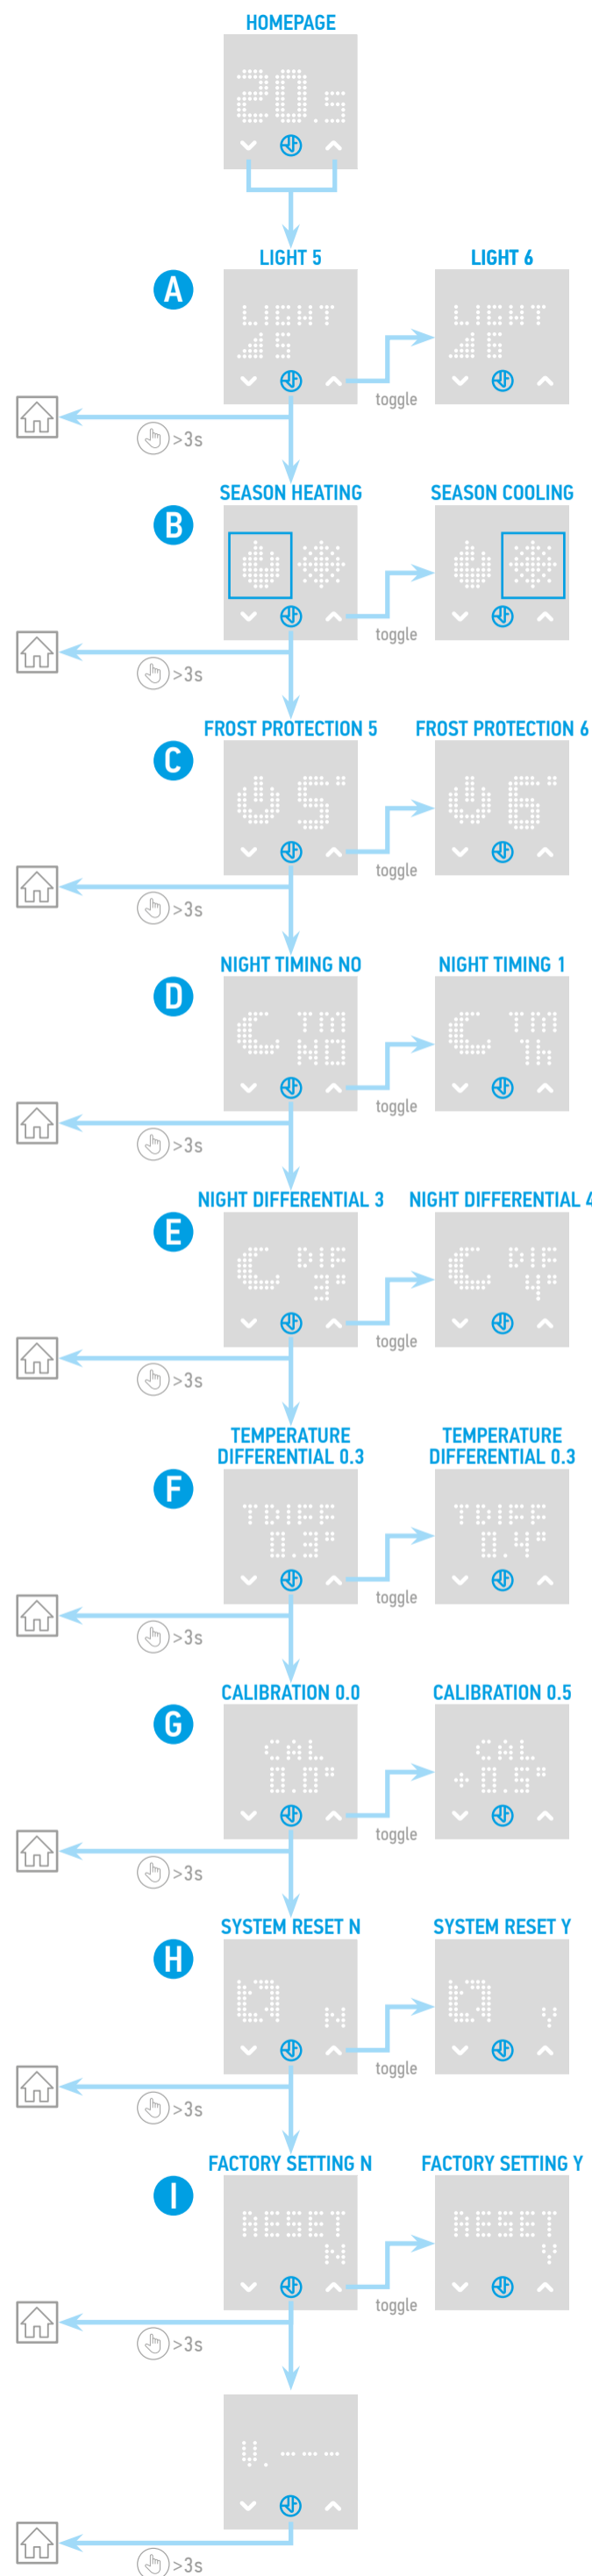 HOMEPAGE
20.5
LIGHT 5
LIGHT 6
A
LIGHT
5
LIGHT
6
toggle
>3s
SEASON HEATING
SEASON COOLING
B
toggle
>3s
FROST PROTECTION 5
FROST PROTECTION 6
C
5°
6°
toggle
>3s
NIGHT TIMING NO
NIGHT TIMING 1
D
TM
NO
TM
1h
toggle
>3s
NIGHT DIFFERENTIAL 3
NIGHT DIFFERENTIAL 4
E
DIF
3°
DIF
4°
toggle
>3s
TEMPERATURE
DIFFERENTIAL 0.3
TEMPERATURE
DIFFERENTIAL 0.3
F
TDIFF
0.3°
TDIFF
0.4°
toggle
>3s
CALIBRATION 0.0
CALIBRATION 0.5
G
CAL
0.0°
CAL
+0.5°
toggle
>3s
SYSTEM RESET N
SYSTEM RESET Y
H
N
Y
toggle
>3s
FACTORY SETTING N
FACTORY SETTING Y
I
RESET
N
RESET
Y
toggle
>3s
V.---
>3s